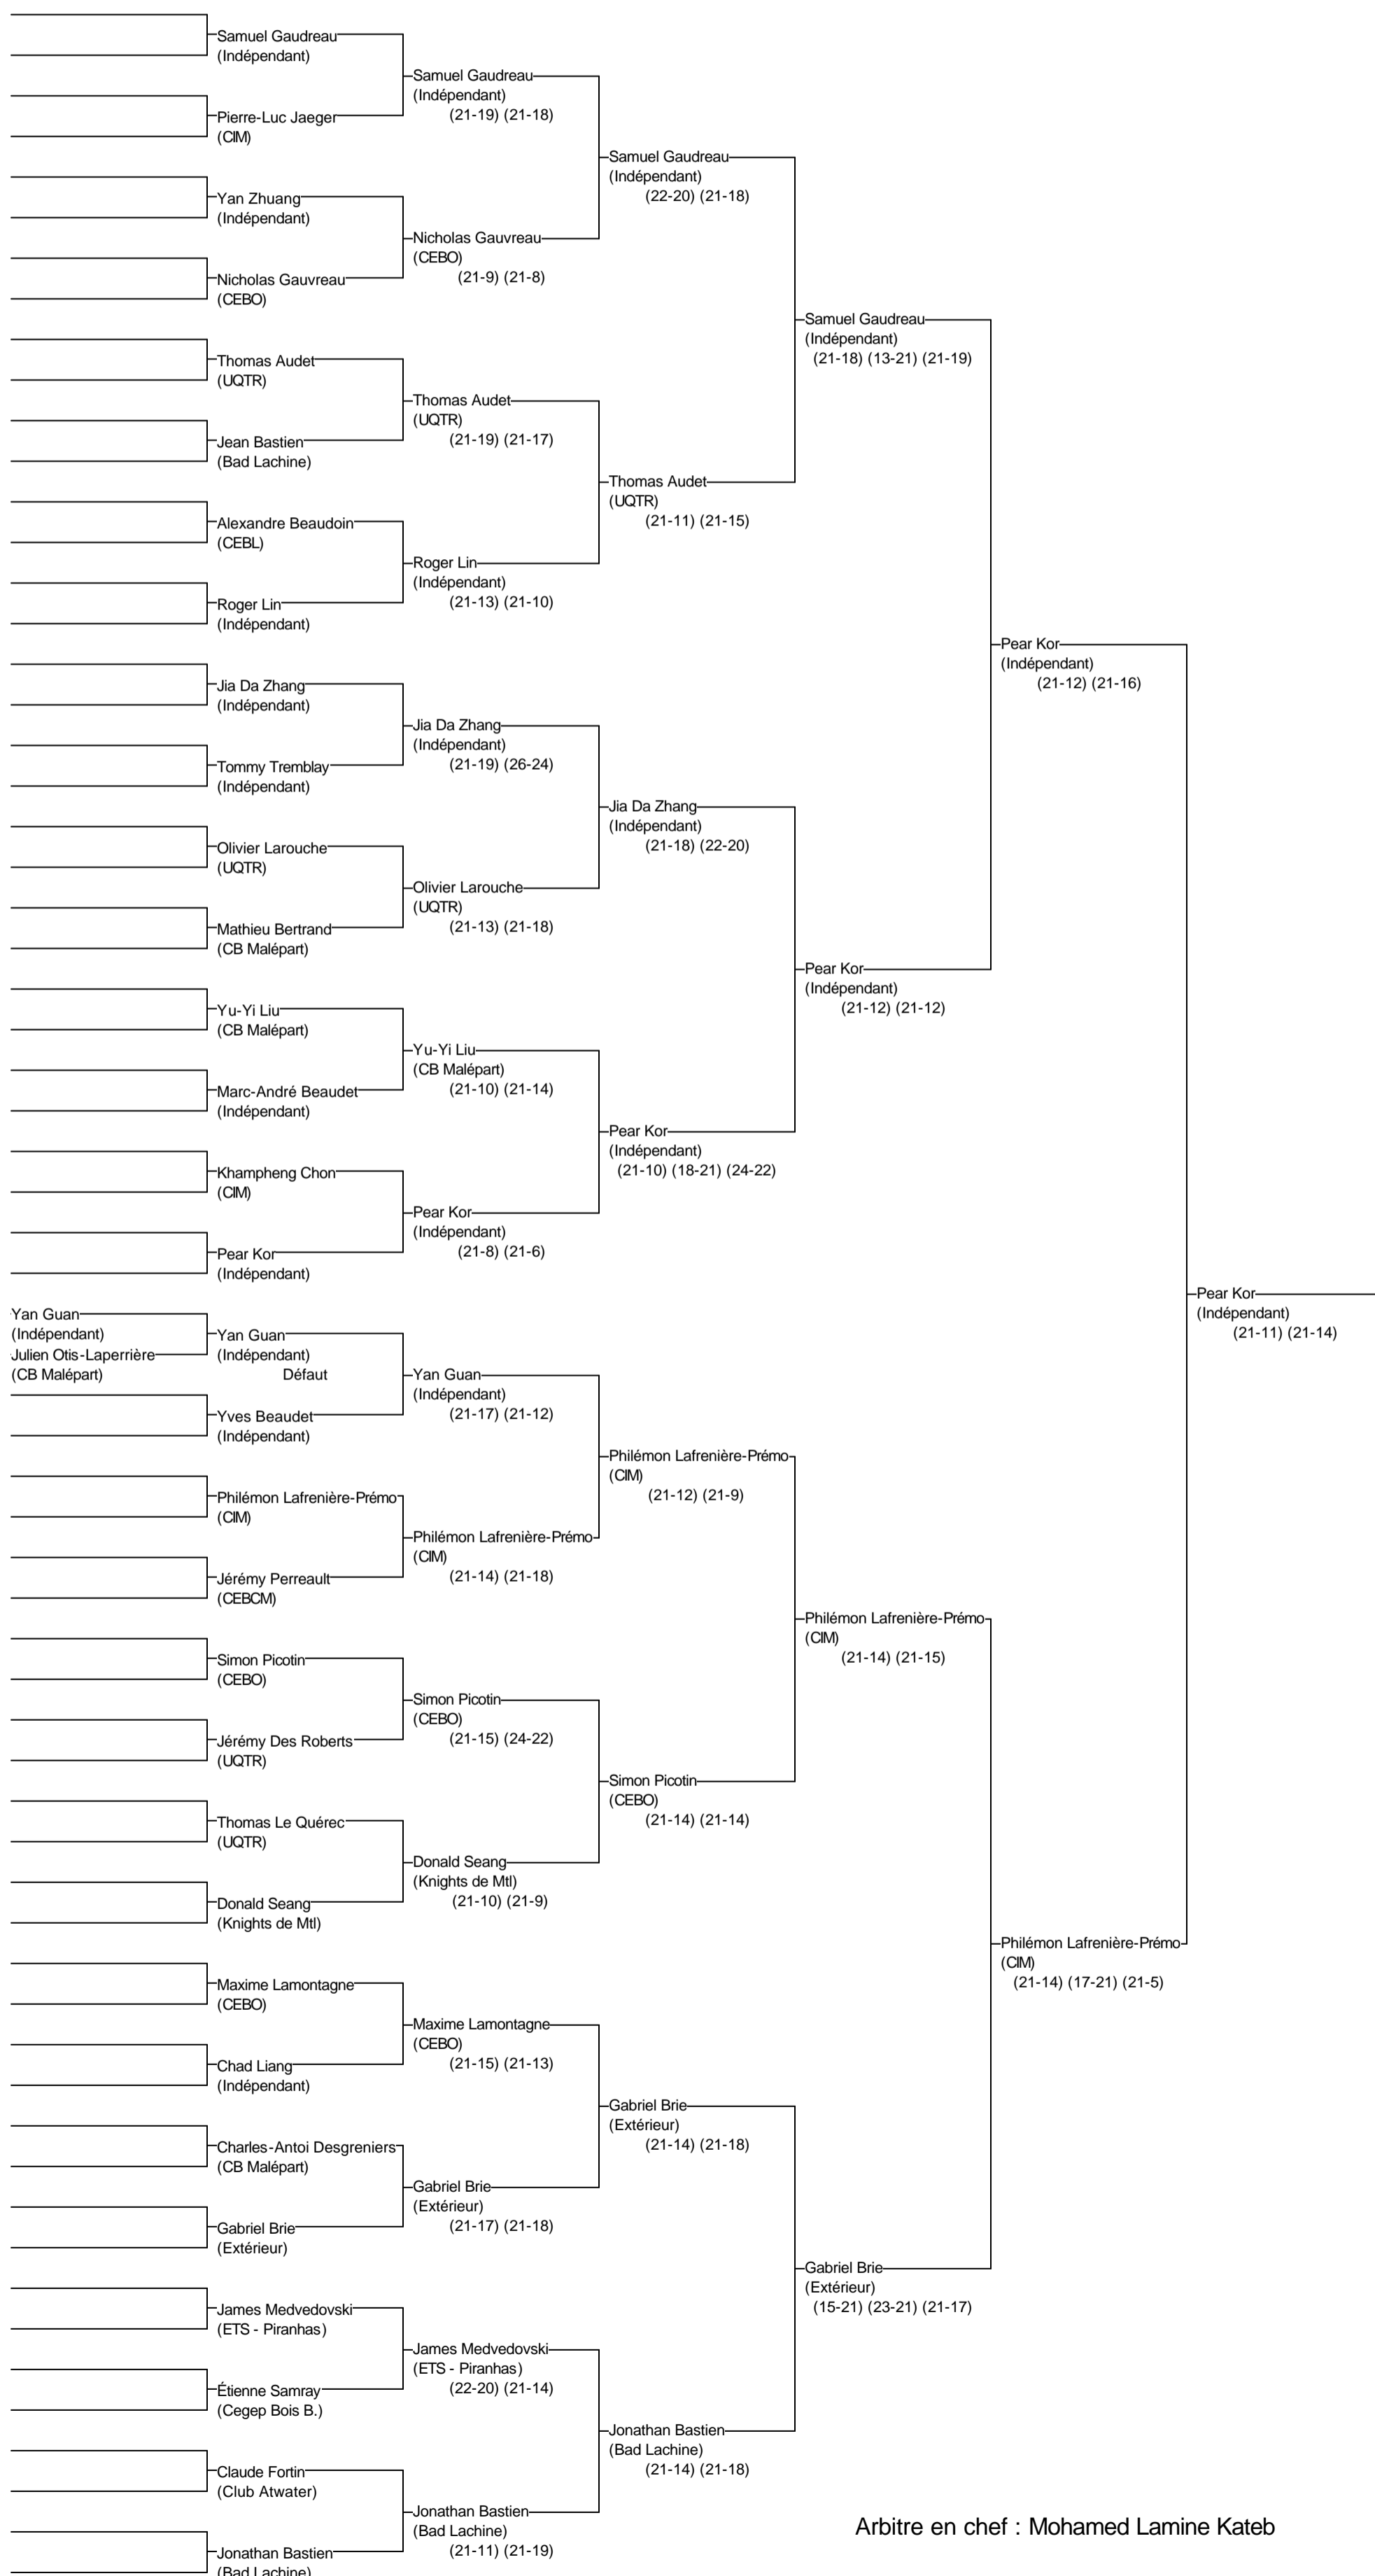 Samuel Gaudreau
(Indépendant)
Pierre-Luc Jaeger
(CIM)
Yan Zhuang
(Indépendant)
Nicholas Gauvreau
(CEBO)
Thomas Audet
(UQTR)
Jean Bastien
(Bad Lachine)
Alexandre Beaudoin
(CEBL)
Roger Lin
(Indépendant)
Jia Da Zhang
(Indépendant)
Tommy Tremblay
(Indépendant)
Olivier Larouche
(UQTR)
Mathieu Bertrand
(CB Malépart)
Yu-Yi Liu
(CB Malépart)
Marc-André Beaudet
(Indépendant)
Khampheng Chon
(CIM)
Pear Kor
(Indépendant)
Yan Guan
(Indépendant)
Julien Otis-Laperrière
(CB Malépart)
Yan Guan
(Indépendant)
Défaut
Yves Beaudet
(Indépendant)
Philémon Lafrenière-Prémo
(CIM)
Jérémy Perreault
(CEBCM)
Simon Picotin
(CEBO)
Jérémy Des Roberts
(UQTR)
Thomas Le Quérec
(UQTR)
Donald Seang
(Knights de Mtl)
Maxime Lamontagne
(CEBO)
Chad Liang
(Indépendant)
Charles-Antoi Desgreniers
(CB Malépart)
Gabriel Brie
(Extérieur)
James Medvedovski
(ETS - Piranhas)
Étienne Samray
(Cegep Bois B.)
Claude Fortin
(Club Atwater)
Jonathan Bastien
(Bad Lachine)
Samuel Gaudreau
(Indépendant)
(21-19) (21-18)
Nicholas Gauvreau
(CEBO)
(21-9) (21-8)
Thomas Audet
(UQTR)
(21-19) (21-17)
Roger Lin
(Indépendant)
(21-13) (21-10)
Jia Da Zhang
(Indépendant)
(21-19) (26-24)
Olivier Larouche
(UQTR)
(21-13) (21-18)
Yu-Yi Liu
(CB Malépart)
(21-10) (21-14)
Pear Kor
(Indépendant)
(21-8) (21-6)
Yan Guan
(Indépendant)
(21-17) (21-12)
Philémon Lafrenière-Prémo
(CIM)
(21-14) (21-18)
Simon Picotin
(CEBO)
(21-15) (24-22)
Donald Seang
(Knights de Mtl)
(21-10) (21-9)
Maxime Lamontagne
(CEBO)
(21-15) (21-13)
Gabriel Brie
(Extérieur)
(21-17) (21-18)
James Medvedovski
(ETS - Piranhas)
(22-20) (21-14)
Jonathan Bastien
(Bad Lachine)
(21-11) (21-19)
Samuel Gaudreau
(Indépendant)
(22-20) (21-18)
Thomas Audet
(UQTR)
(21-11) (21-15)
Jia Da Zhang
(Indépendant)
(21-18) (22-20)
Pear Kor
(Indépendant)
(21-10) (18-21) (24-22)
Philémon Lafrenière-Prémo
(CIM)
(21-12) (21-9)
Simon Picotin
(CEBO)
(21-14) (21-14)
Gabriel Brie
(Extérieur)
(21-14) (21-18)
Jonathan Bastien
(Bad Lachine)
(21-14) (21-18)
Samuel Gaudreau
(Indépendant)
(21-18) (13-21) (21-19)
Pear Kor
(Indépendant)
(21-12) (21-12)
Philémon Lafrenière-Prémo
(CIM)
(21-14) (21-15)
Gabriel Brie
(Extérieur)
(15-21) (23-21) (21-17)
Pear Kor
(Indépendant)
(21-12) (21-16)
Philémon Lafrenière-Prémo
(CIM)
(21-14) (17-21) (21-5)
Pear Kor
(Indépendant)
(21-11) (21-14)
Arbitre en chef : Mohamed Lamine Kateb